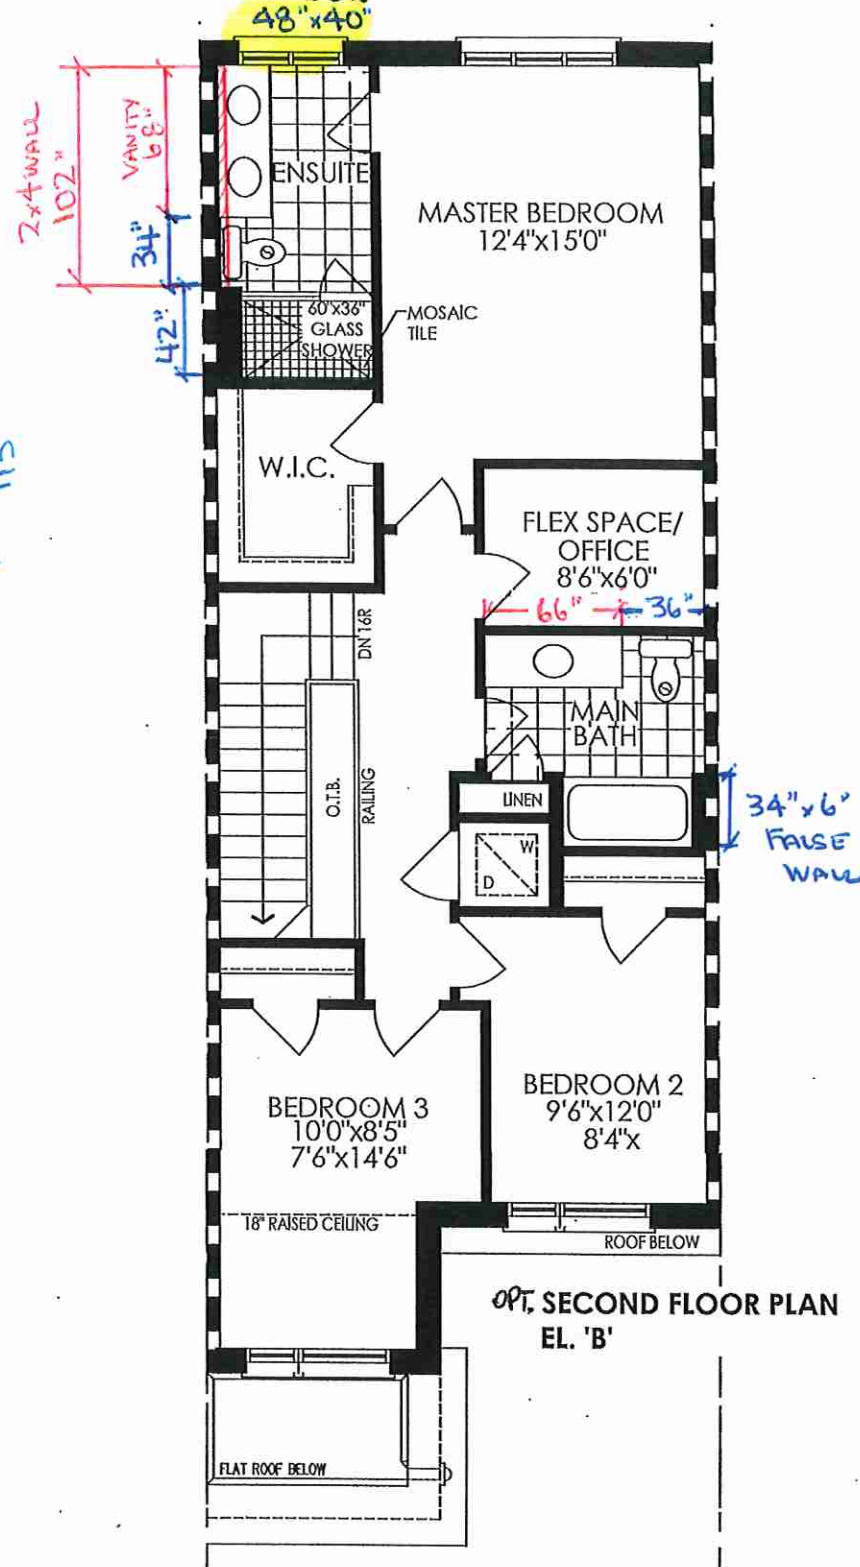 48"x40"
2x4 WALL
102"
VANITY
68"
34"
42"
ENSUITE
MASTER BEDROOM
12'4"x15'0"
60"x36"
GLASS
SHOWER
MOSAIC
TILE
W.I.C.
FLEX SPACE/
OFFICE
8'6"x6'0"
66"
36"
DN 16R
O.T.B.
RAILING
MAIN
BATH
LINEN
W
D
34"x6"
FALSE
WALL
BEDROOM 3
10'0"x8'5"
7'6"x14'6"
BEDROOM 2
9'6"x12'0"
8'4"x
18" RAISED CEILING
ROOF BELOW
OPT. SECOND FLOOR PLAN
EL. 'B'
FLAT ROOF BELOW